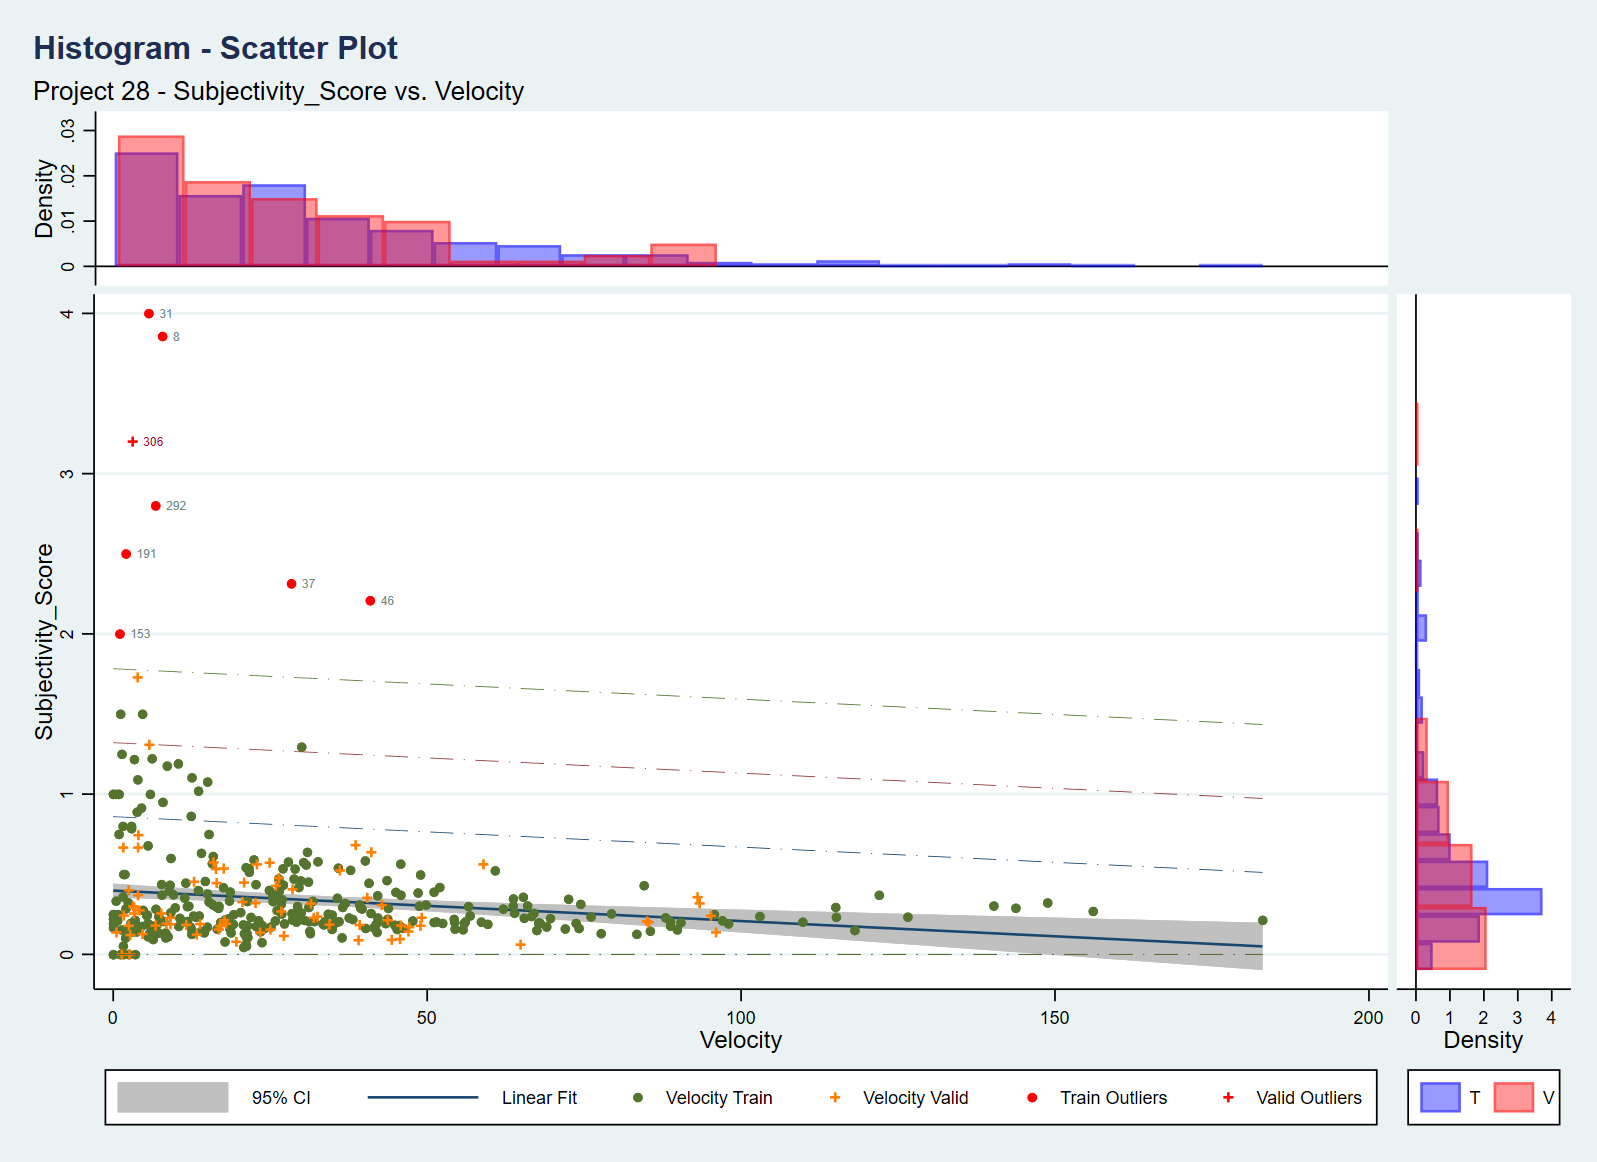 Histogram - Scatter Plot
Project 28 - Subjectivity_Score vs. Velocity
Density
0 .01 .02 .03
Subjectivity_Score
4
3
2
1
0
31
8
306
292
191
37
46
153
0 50 100 150 200
Velocity
0 1 2 3 4
Density
95% CI Linear Fit Velocity Train Velocity Valid Train Outliers Valid Outliers
T V